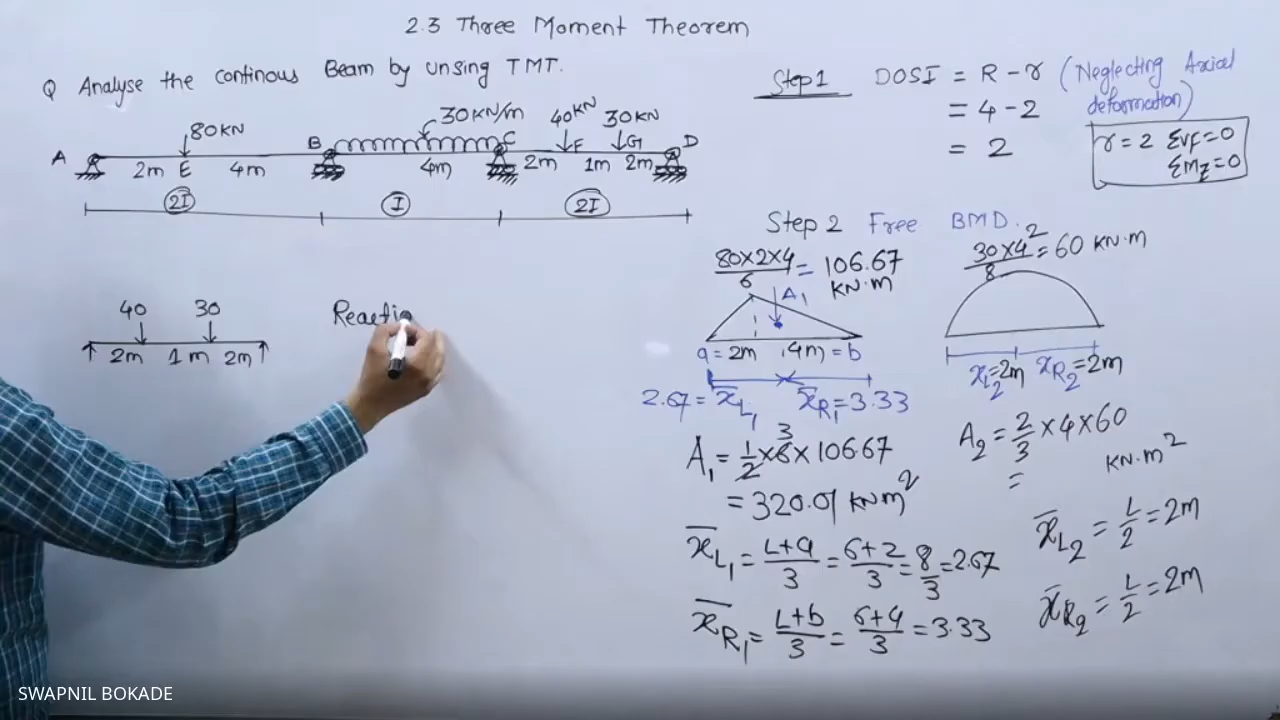 2.3 Three Moment Theorem
Q Analyse the continous Beam by unsing TMT.
80KN
30KN/m
40KN
30KN
A
B
C
F
G
D
2m E 4m
4m
2m
1m 2m
2I
I
2I
40 30
2m 1m 2m
Reactio
Step1 DOSI = R - r (Neglecting Axial deformation)
= 4 - 2
= 2
r = 2 ΣVF=0
ΣMz=0
Step 2 Free BMD.
80×2×4/6 = 106.67 KN.m
A₁
a = 2m 4m = b
2.67 = x̄L₁ x̄R₁ = 3.33
A₁ = 1/2 × 6 × 106.67
3
= 320.01 KNm²
x̄L₁ = L+a/3 = 6+2/3 = 8/3 = 2.67
x̄R₁ = L+b/3 = 6+4/3 = 3.33
30×4²/8 = 60 KN.m
x̄L₂=2m x̄R₂=2m
A₂ = 2/3 × 4 × 60
= KN.m²
x̄L₂ = L/2 = 2m
x̄R₂ = L/2 = 2m
SWAPNIL BOKADE